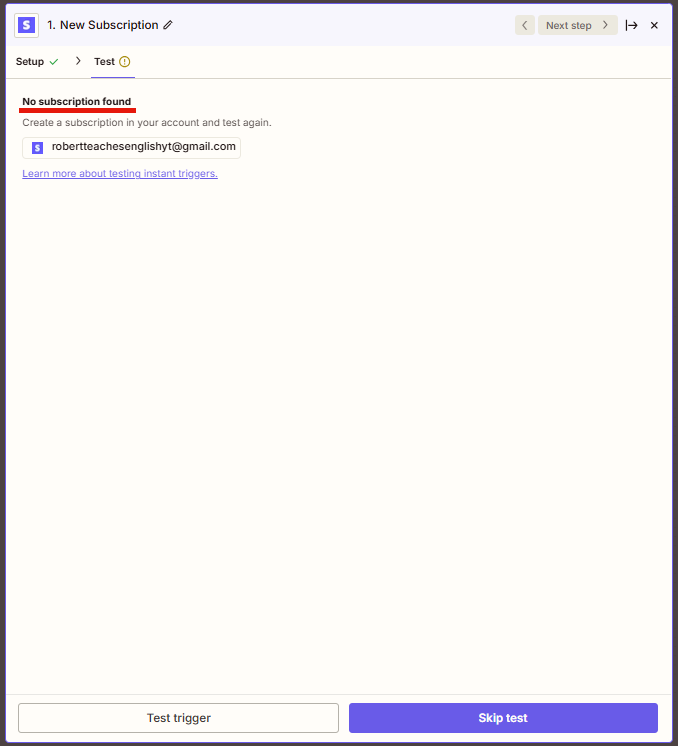 S
1. New Subscription
Next step
Setup
Test
No subscription found
Create a subscription in your account and test again.
S robertteachesenglishyt@gmail.com
Learn more about testing instant triggers.
Test trigger
Skip test